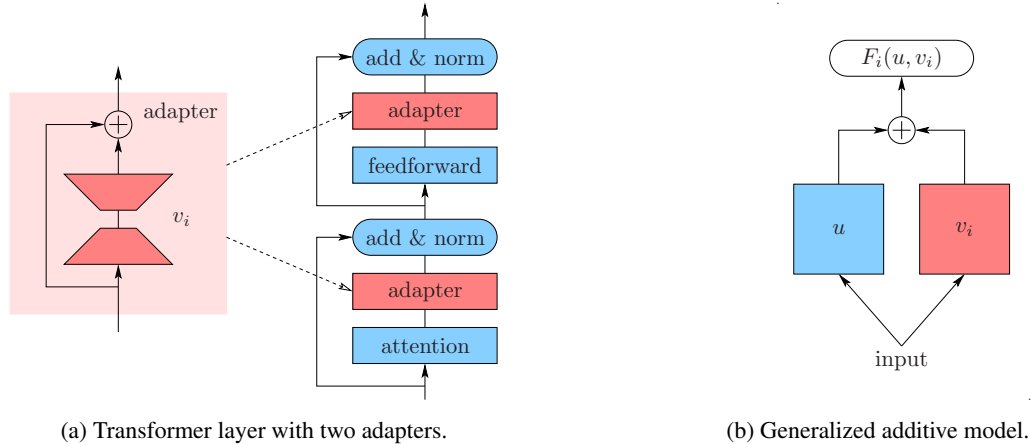 adapter
v_i
add & norm
adapter
feedforward
add & norm
adapter
attention
(a) Transformer layer with two adapters.
F_i(u, v_i)
+
u
v_i
input
(b) Generalized additive model.